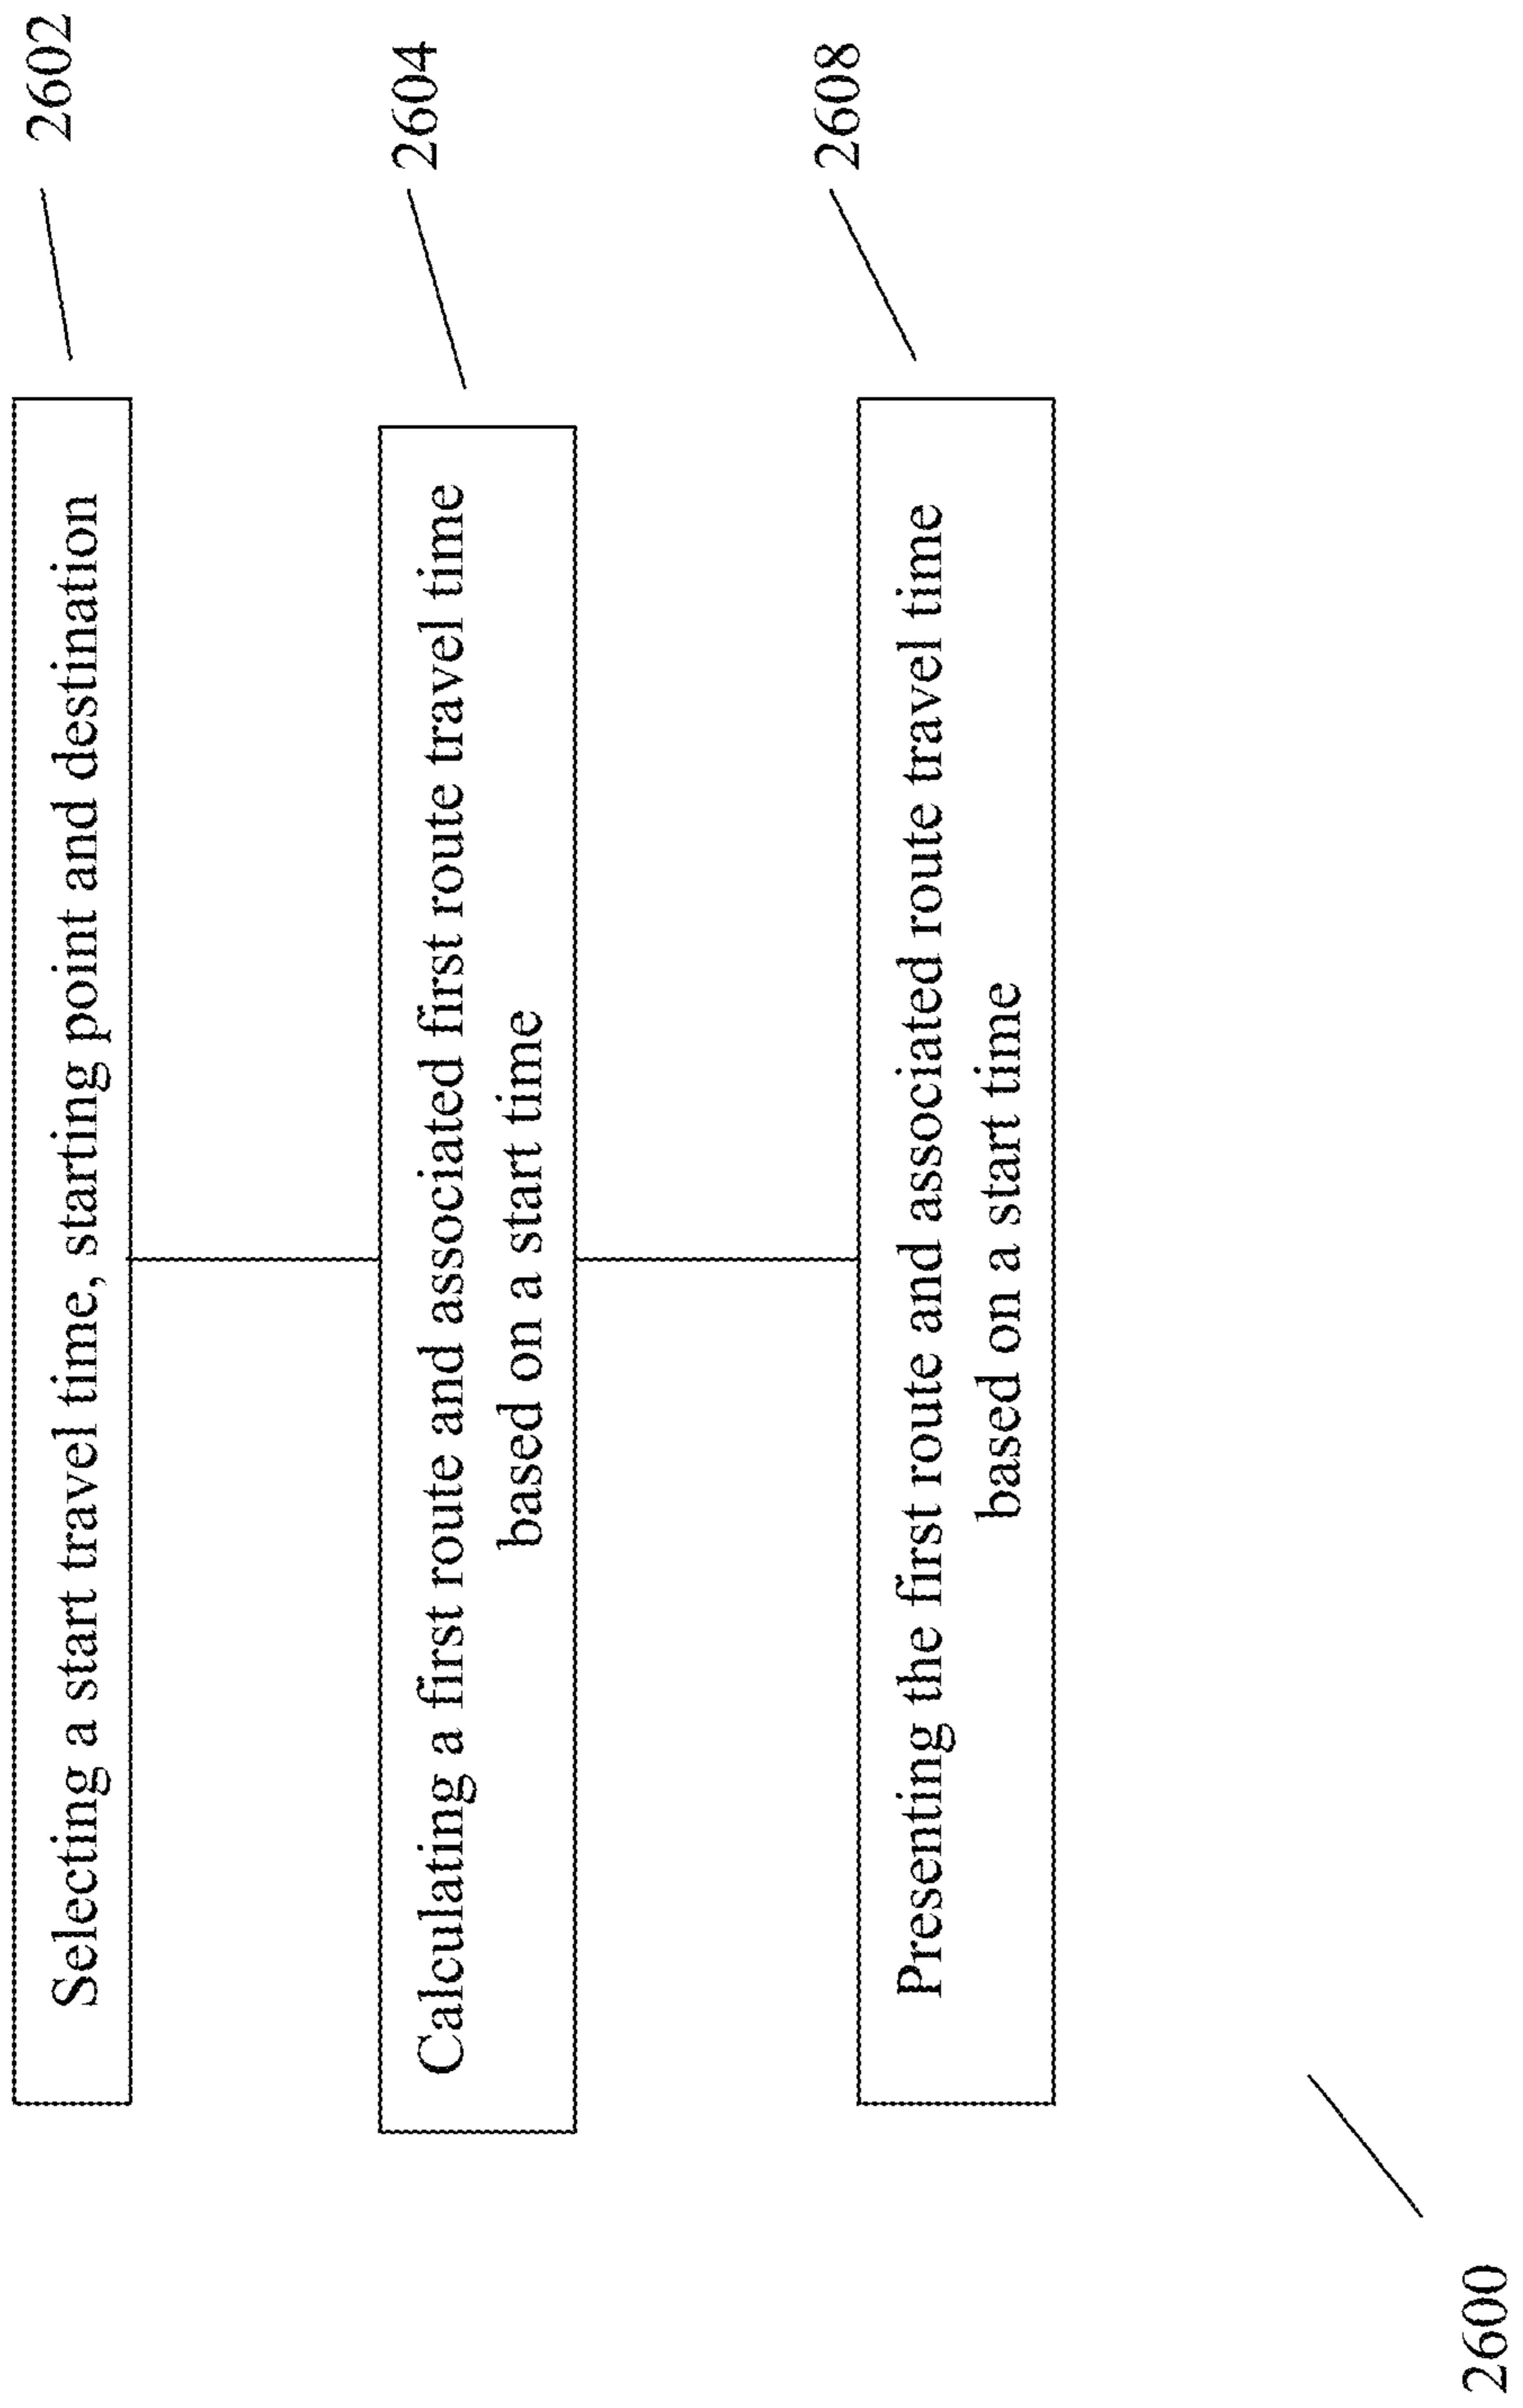 Selecting a start travel time, starting point and destination
2602
Calculating a first route and associated first route travel time
based on a start time
2604
Presenting the first route and associated route travel time
based on a start time
2608
2600